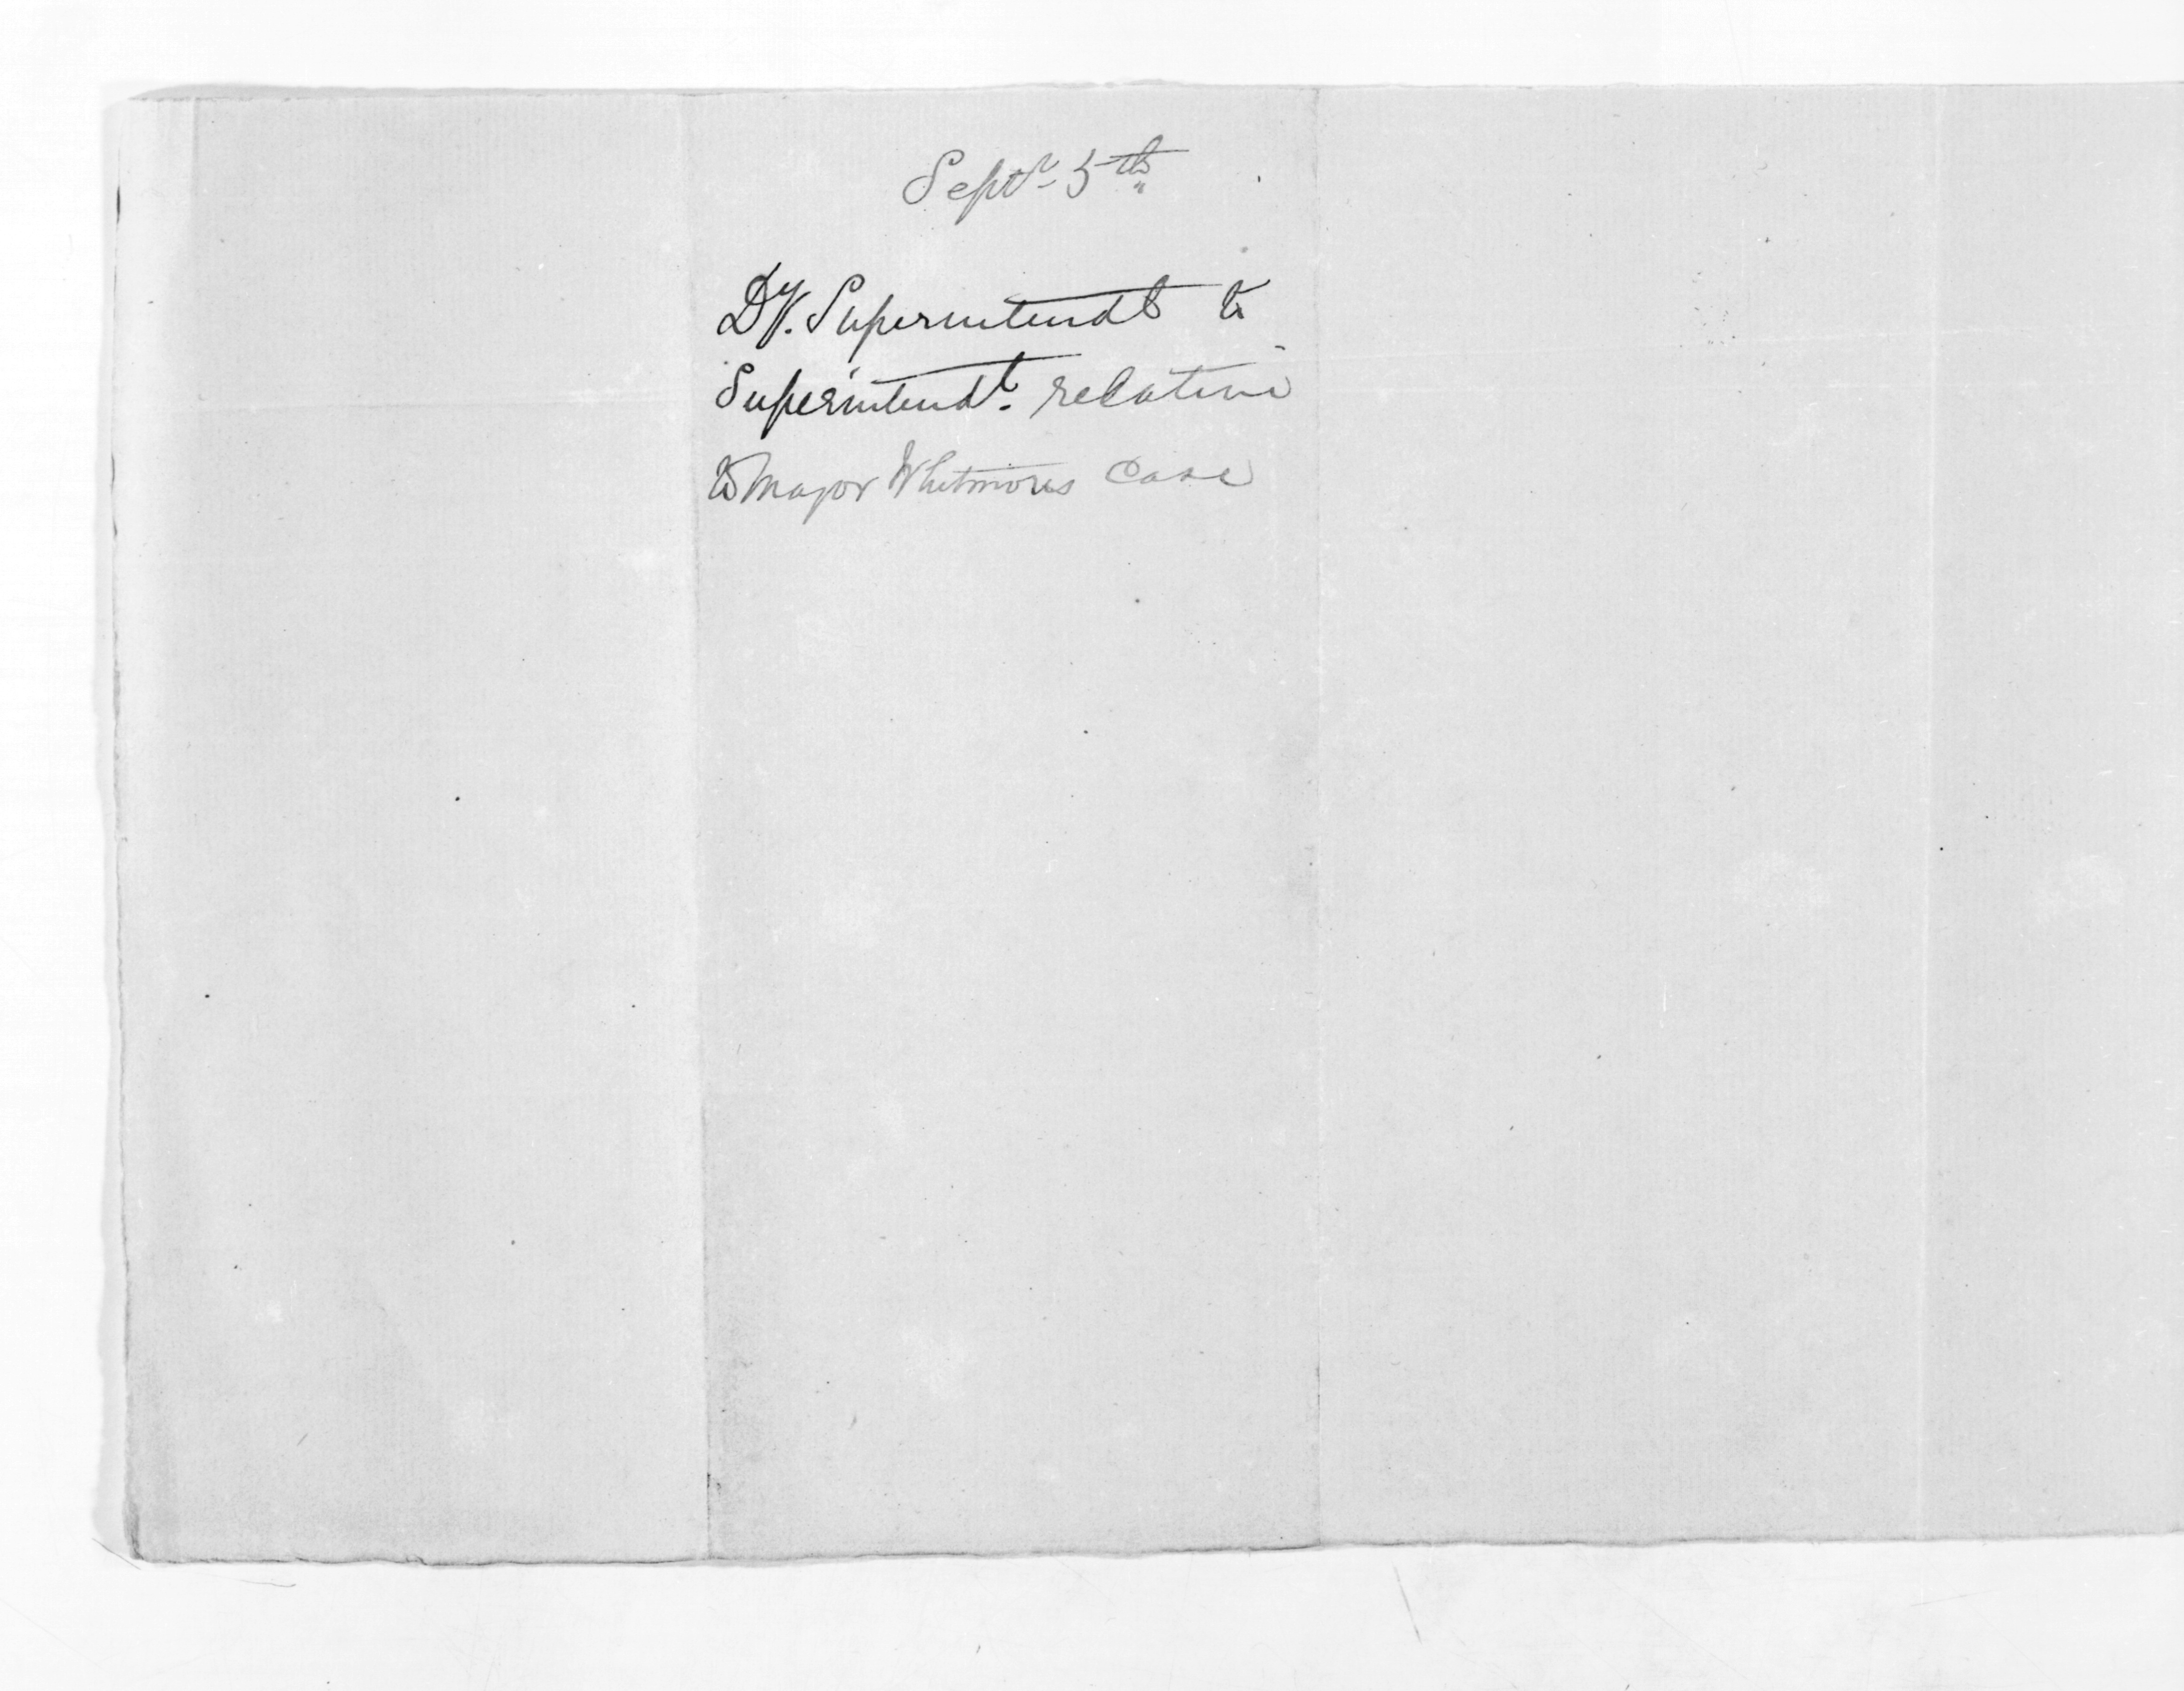 Septr 5th
Dy. Superintendt to
Superintendt. relative
to Major Whitmores Case